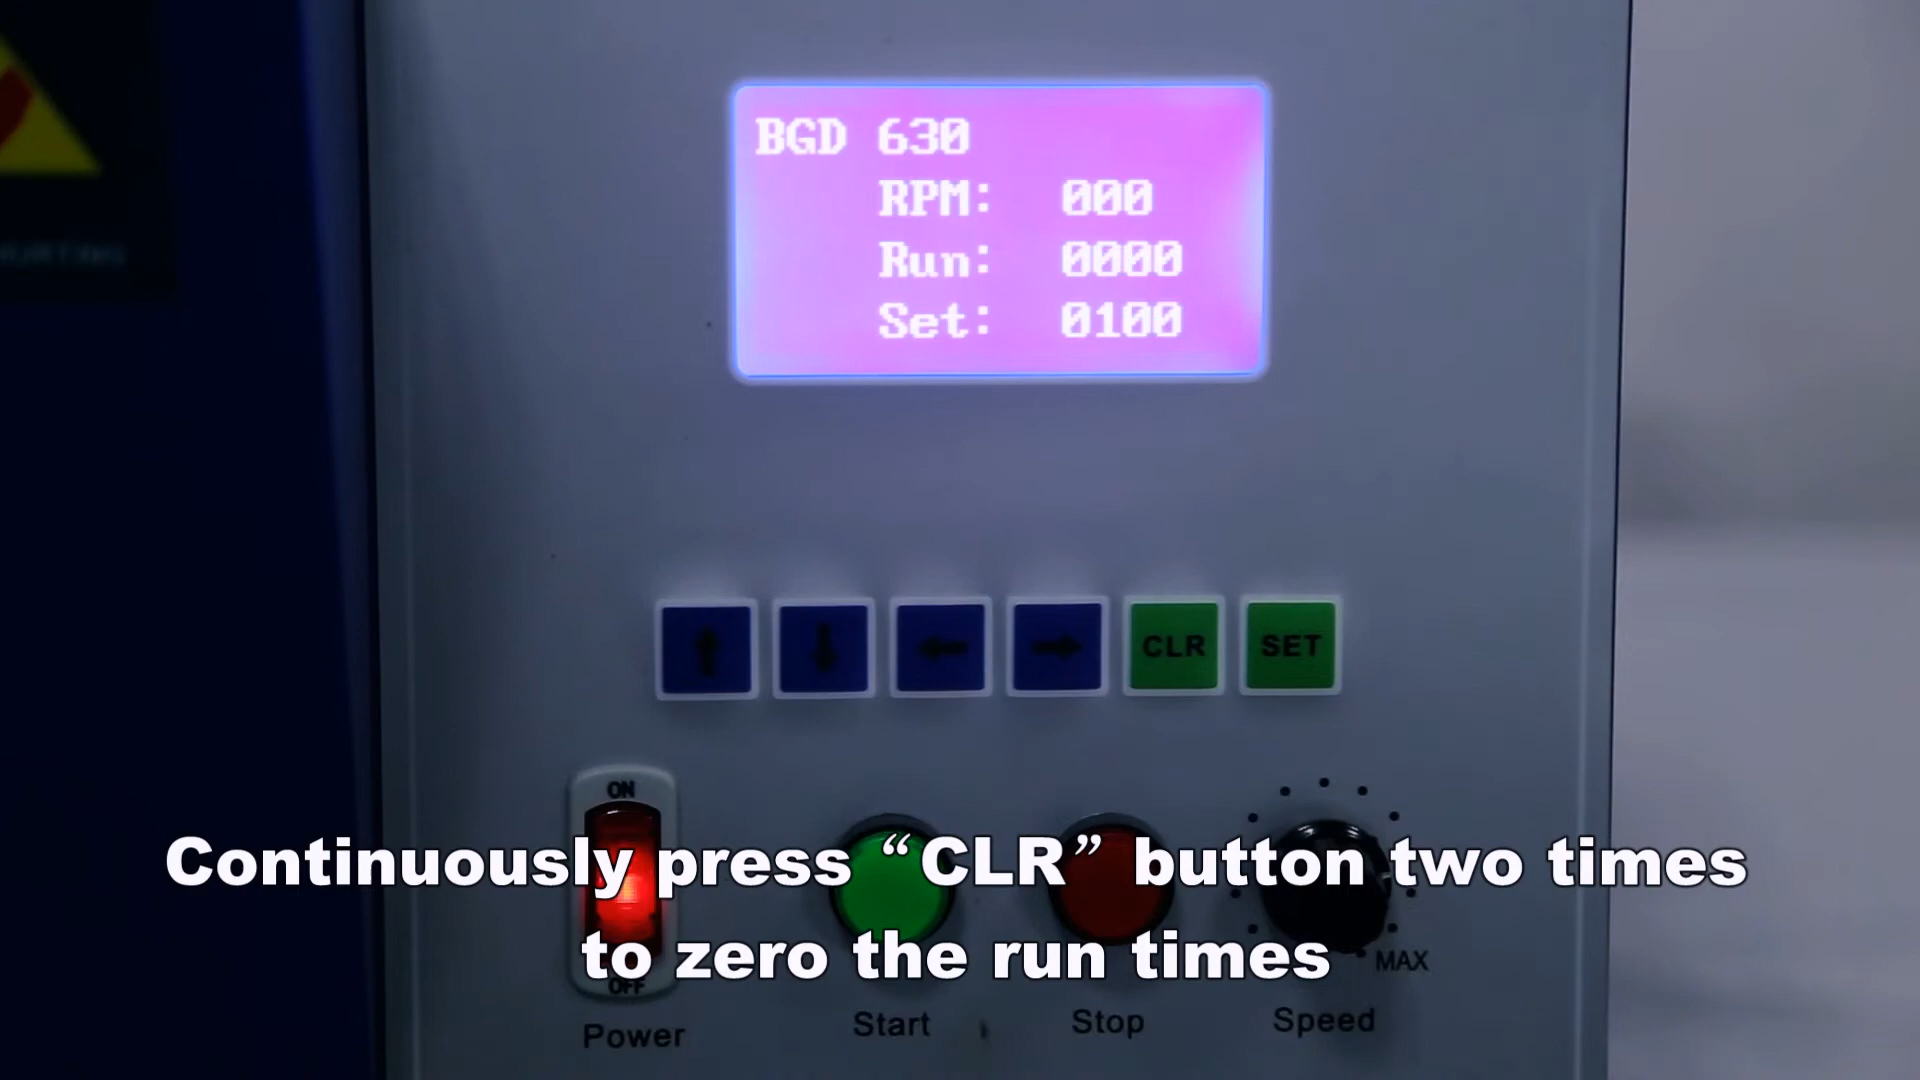 BGD 630
RPM: 000
Run: 0000
Set: 0100
CLR SET
ON
Continuously press “CLR” button two times
to zero the run times
MAX
OFF
Power Start Stop Speed